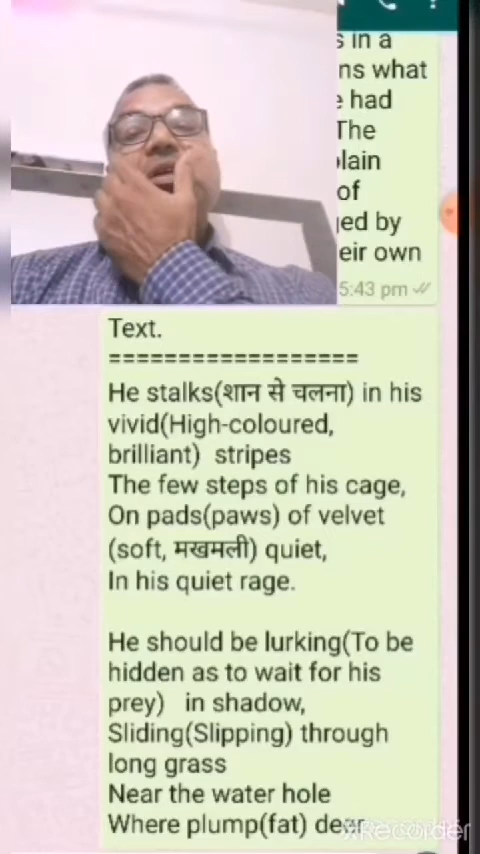 s in a
ns what
e had
The
plain
of
ged by
eir own
5:43 pm
Text.
==================
He stalks(शान से चलना) in his
vivid(High-coloured,
brilliant) stripes
The few steps of his cage,
On pads(paws) of velvet
(soft, मखमली) quiet,
In his quiet rage.
He should be lurking(To be
hidden as to wait for his
prey) in shadow,
Sliding(Slipping) through
long grass
Near the water hole
Where plump(fat) deer
XRecorder